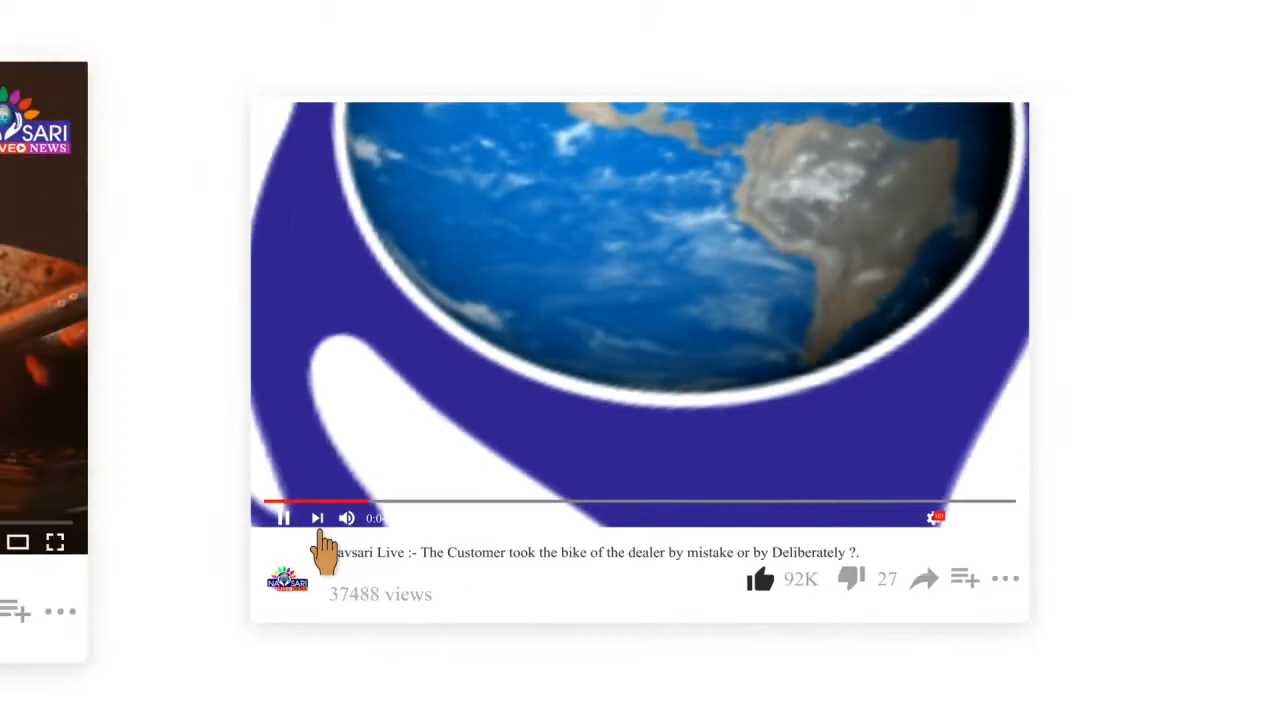 SARI
NEWS
0:0
avsari Live :- The Customer took the bike of the dealer by mistake or by Deliberately ?.
92K
27
37488 views